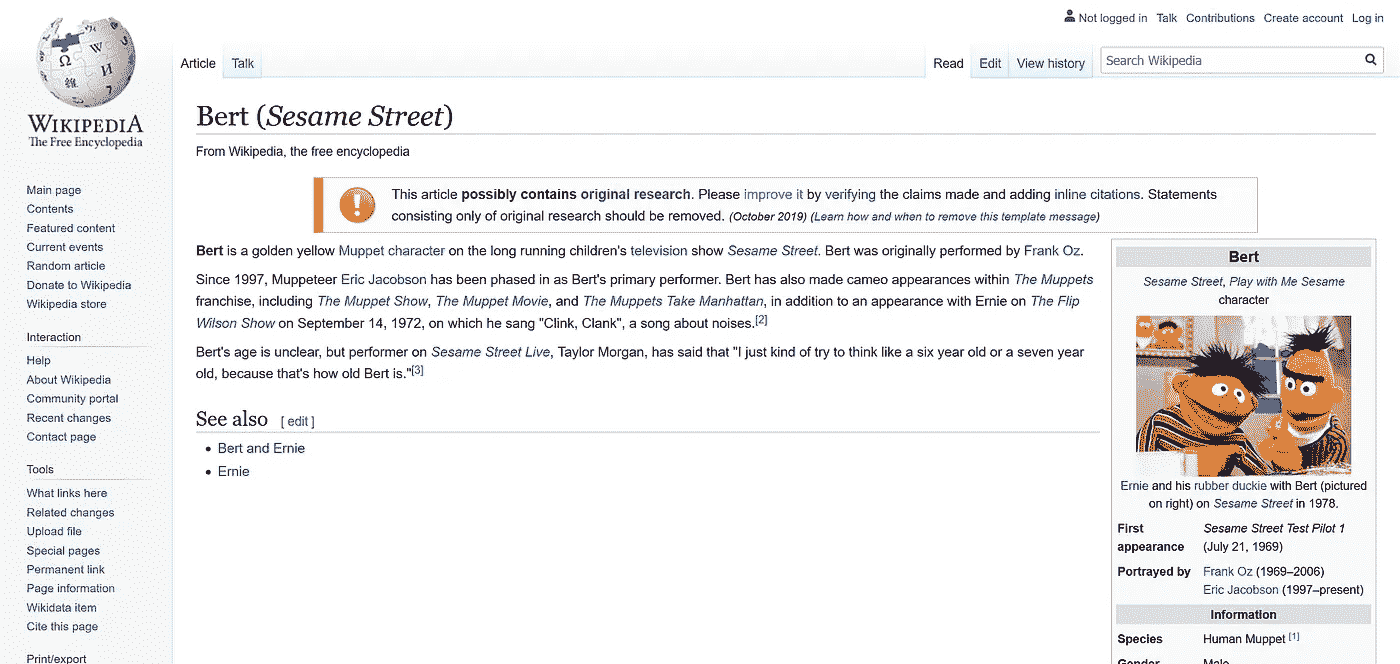 Not logged in Talk Contributions Create account Log in
Article Talk
Read Edit View history
Search Wikipedia
WIKIPEDIA
The Free Encyclopedia
Main page
Contents
Featured content
Current events
Random article
Donate to Wikipedia
Wikipedia store
Interaction
Help
About Wikipedia
Community portal
Recent changes
Contact page
Tools
What links here
Related changes
Upload file
Special pages
Permanent link
Page information
Wikidata item
Cite this page
Print/export
Bert (Sesame Street)
From Wikipedia, the free encyclopedia
This article possibly contains original research. Please improve it by verifying the claims made and adding inline citations. Statements
consisting only of original research should be removed. (October 2019) (Learn how and when to remove this template message)
Bert is a golden yellow Muppet character on the long running children's television show Sesame Street. Bert was originally performed by Frank Oz.
Since 1997, Muppeteer Eric Jacobson has been phased in as Bert's primary performer. Bert has also made cameo appearances within The Muppets
franchise, including The Muppet Show, The Muppet Movie, and The Muppets Take Manhattan, in addition to an appearance with Ernie on The Flip
Wilson Show on September 14, 1972, on which he sang "Clink, Clank", a song about noises.[2]
Bert's age is unclear, but performer on Sesame Street Live, Taylor Morgan, has said that "I just kind of try to think like a six year old or a seven year
old, because that's how old Bert is."[3]
See also [ edit ]
• Bert and Ernie
• Ernie
Bert
Sesame Street, Play with Me Sesame
character
Ernie and his rubber duckie with Bert (pictured
on right) on Sesame Street in 1978.
First Sesame Street Test Pilot 1
appearance (July 21, 1969)
Portrayed by Frank Oz (1969–2006)
Eric Jacobson (1997–present)
Information
Species Human Muppet [1]
Gender Male